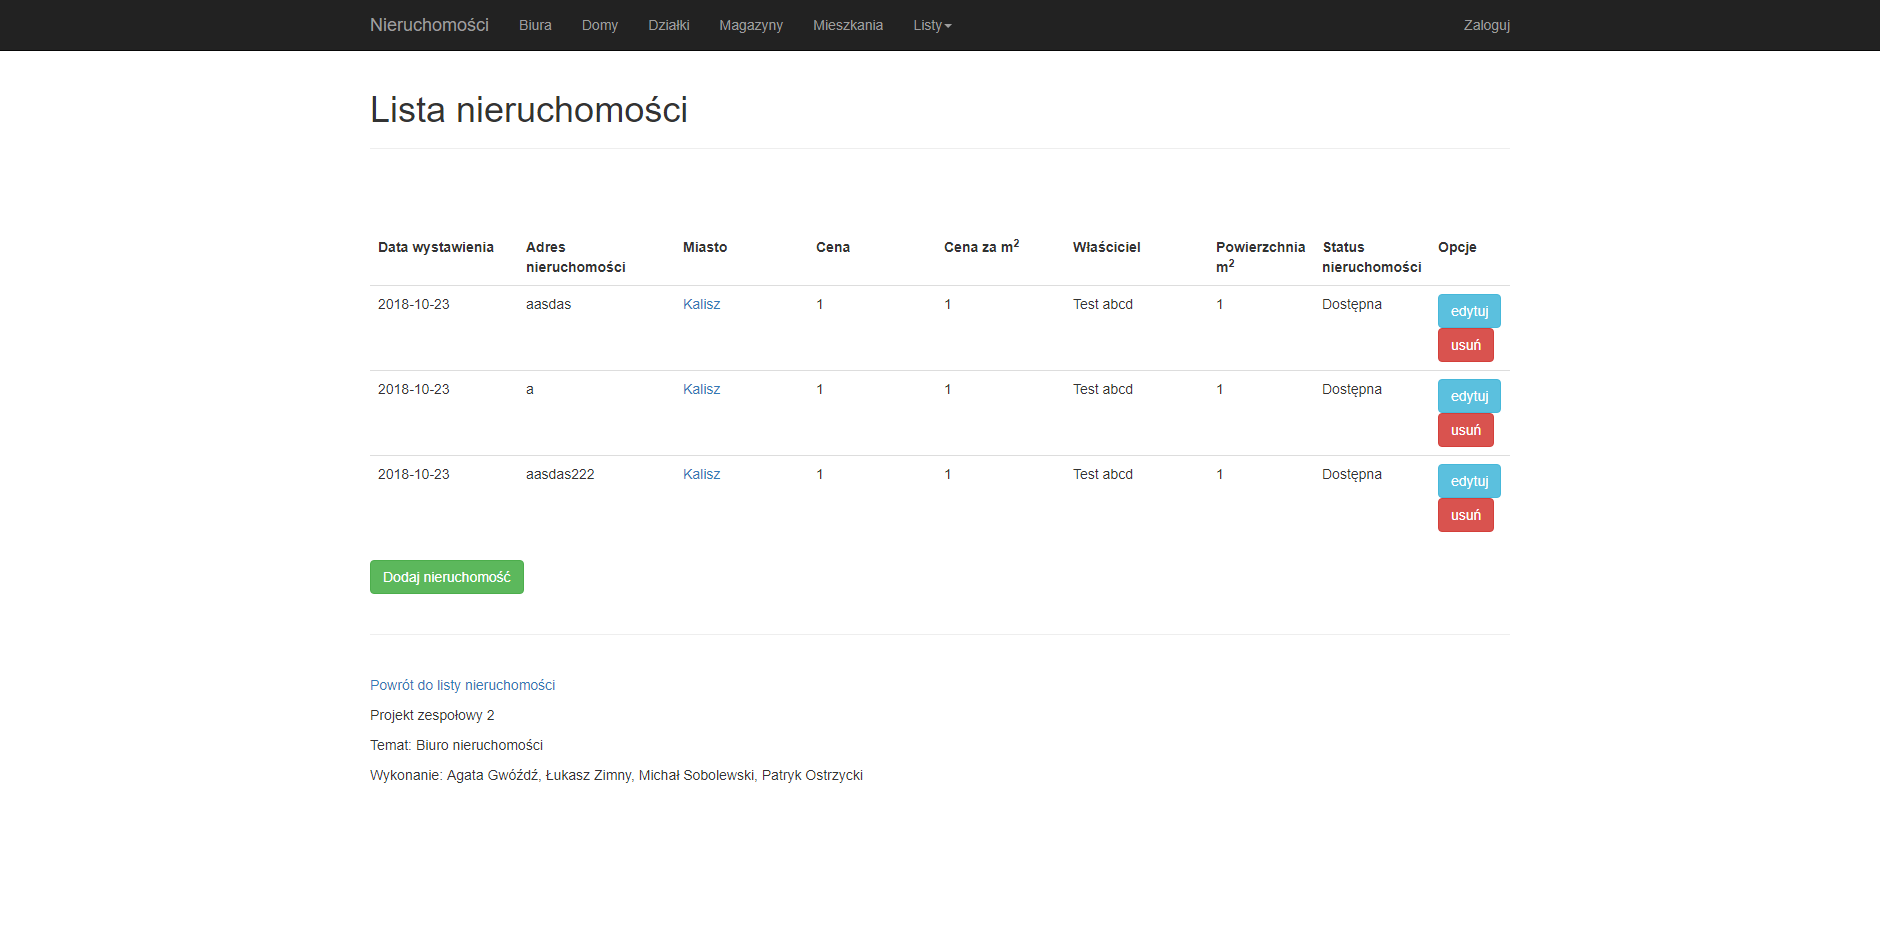 Nieruchomości Biura Domy Działki Magazyny Mieszkania Listy Zaloguj
Lista nieruchomości
Data wystawienia Adres nieruchomości Miasto Cena Cena za m² Właściciel Powierzchnia m² Status nieruchomości Opcje
2018-10-23 aasdas Kalisz 1 1 Test abcd 1 Dostępna edytuj
usuń
2018-10-23 a Kalisz 1 1 Test abcd 1 Dostępna edytuj
usuń
2018-10-23 aasdas222 Kalisz 1 1 Test abcd 1 Dostępna edytuj
usuń
Dodaj nieruchomość
Powrót do listy nieruchomości
Projekt zespołowy 2
Temat: Biuro nieruchomości
Wykonanie: Agata Gwóźdź, Łukasz Zimny, Michał Sobolewski, Patryk Ostrzycki